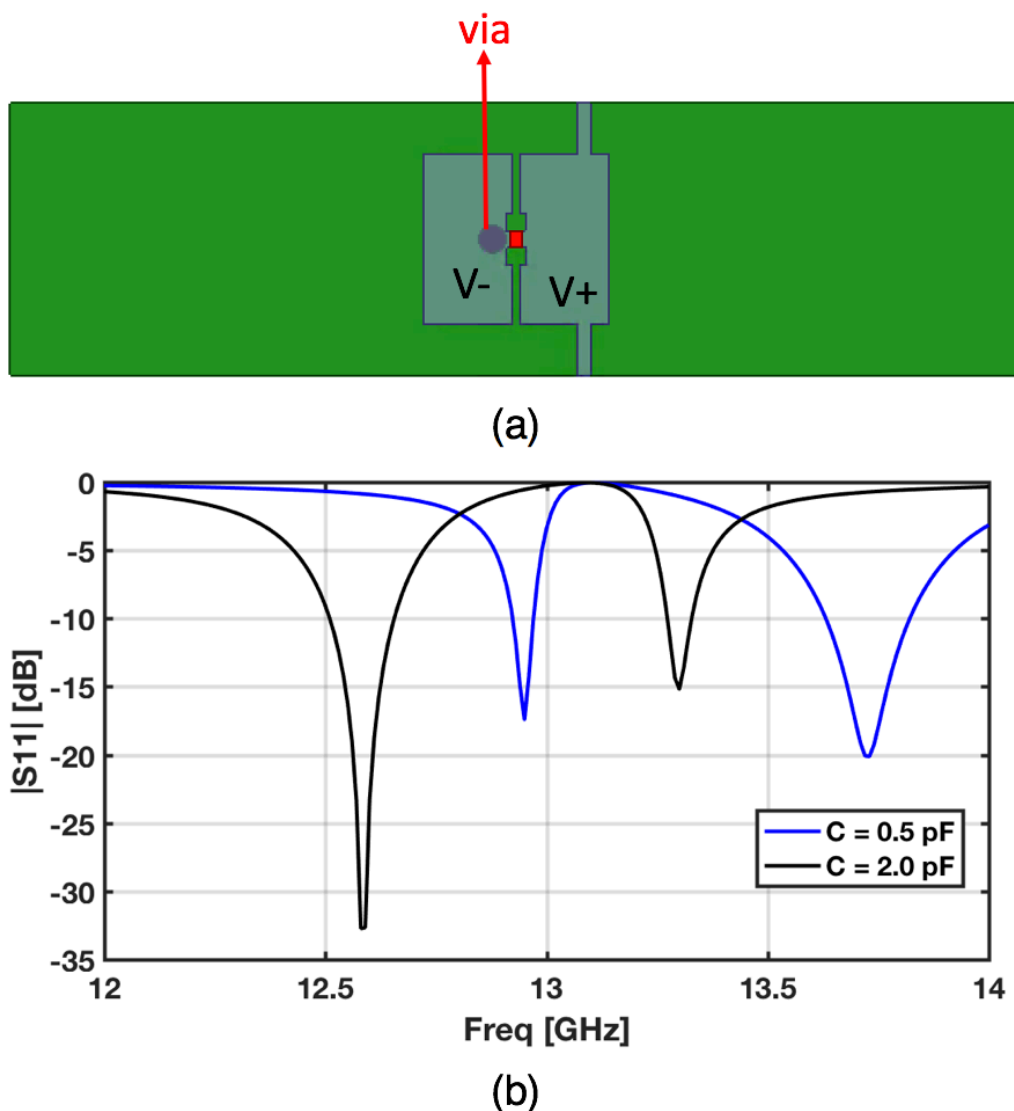 via
V-
V+
(a)
0
-5
-10
-15
-20
-25
-30
-35
|S11| [dB]
C = 0.5 pF
C = 2.0 pF
12
12.5
13
13.5
14
Freq [GHz]
(b)